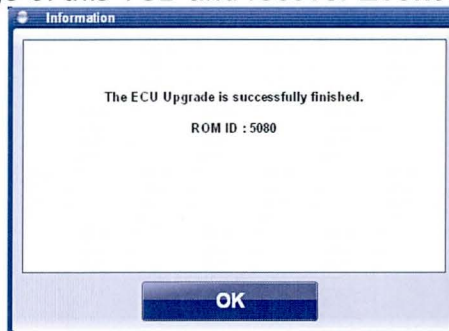 Information
The ECU Upgrade is successfully finished.
ROM ID : 5080
OK